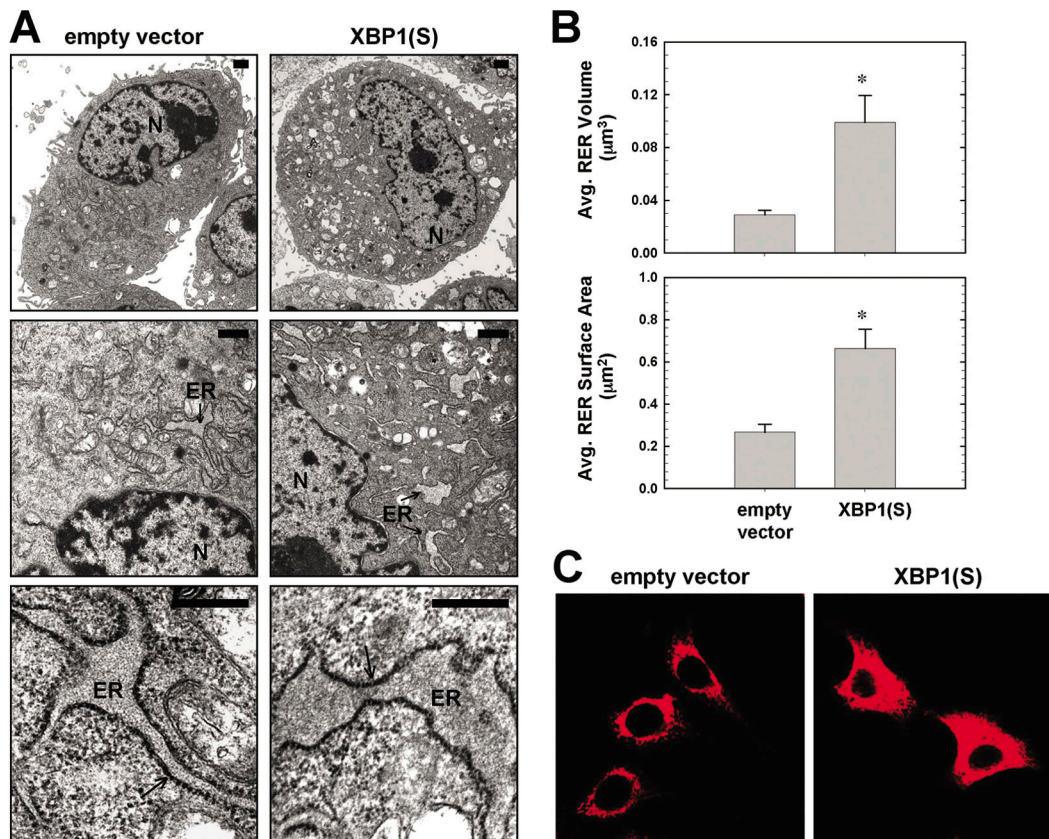 A
empty vector
XBP1(S)
N
N
ER
N
N
ER
ER
ER
B
Avg. RER Volume
(μm³)
0.16
0.12
0.08
0.04
0.00
*
Avg. RER Surface Area
(μm²)
1.0
0.8
0.6
0.4
0.2
0.0
*
empty
vector
XBP1(S)
C
empty vector
XBP1(S)